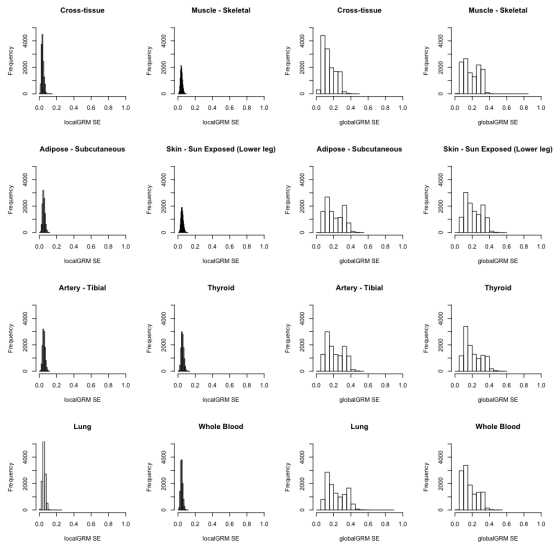 Cross-tissue
Muscle - Skeletal
Cross-tissue
Muscle - Skeletal
Frequency
0 2000 4000
0.0 0.2 0.4 0.6 0.8 1.0
localGRM SE
Frequency
0 2000 4000
0.0 0.2 0.4 0.6 0.8 1.0
localGRM SE
Frequency
0 2000 4000
0.0 0.2 0.4 0.6 0.8 1.0
globalGRM SE
Frequency
0 2000 4000
0.0 0.2 0.4 0.6 0.8 1.0
globalGRM SE
Adipose - Subcutaneous
Skin - Sun Exposed (Lower leg)
Adipose - Subcutaneous
Skin - Sun Exposed (Lower leg)
Frequency
0 2000 4000
0.0 0.2 0.4 0.6 0.8 1.0
localGRM SE
Frequency
0 2000 4000
0.0 0.2 0.4 0.6 0.8 1.0
localGRM SE
Frequency
0 2000 4000
0.0 0.2 0.4 0.6 0.8 1.0
globalGRM SE
Frequency
0 2000 4000
0.0 0.2 0.4 0.6 0.8 1.0
globalGRM SE
Artery - Tibial
Thyroid
Artery - Tibial
Thyroid
Frequency
0 2000 4000
0.0 0.2 0.4 0.6 0.8 1.0
localGRM SE
Frequency
0 2000 4000
0.0 0.2 0.4 0.6 0.8 1.0
localGRM SE
Frequency
0 2000 4000
0.0 0.2 0.4 0.6 0.8 1.0
globalGRM SE
Frequency
0 2000 4000
0.0 0.2 0.4 0.6 0.8 1.0
globalGRM SE
Lung
Whole Blood
Lung
Whole Blood
Frequency
0 2000 4000
0.0 0.2 0.4 0.6 0.8 1.0
localGRM SE
Frequency
0 2000 4000
0.0 0.2 0.4 0.6 0.8 1.0
localGRM SE
Frequency
0 2000 4000
0.0 0.2 0.4 0.6 0.8 1.0
globalGRM SE
Frequency
0 2000 4000
0.0 0.2 0.4 0.6 0.8 1.0
globalGRM SE